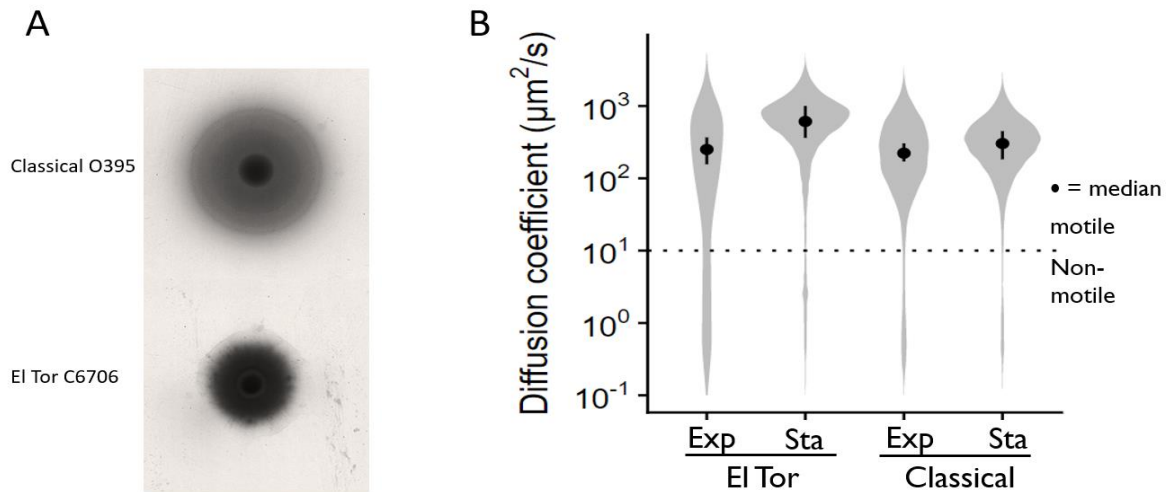 A
Classical O395
El Tor C6706
B
Diffusion coefficient (μm²/s)
10³
10²
10¹
10⁰
10⁻¹
• = median
motile
Non-
motile
Exp Sta Exp Sta
El Tor Classical